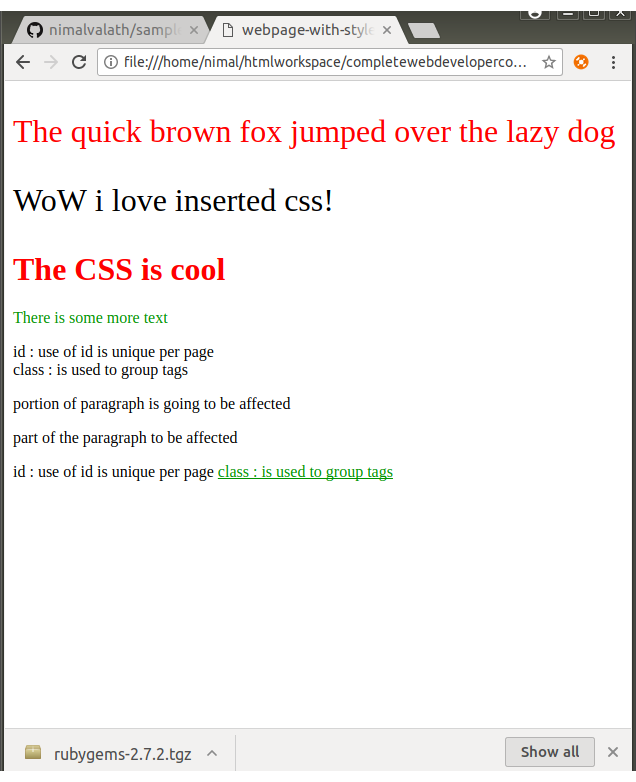 nimalvalath/sampl
webpage-with-style
file:///home/nimal/htmlworkspace/completewebdeveloperco...
The quick brown fox jumped over the lazy dog
WoW i love inserted css!
The CSS is cool
There is some more text
id : use of id is unique per page
class : is used to group tags
portion of paragraph is going to be affected
part of the paragraph to be affected
id : use of id is unique per page class : is used to group tags
rubygems-2.7.2.tgz
Show all